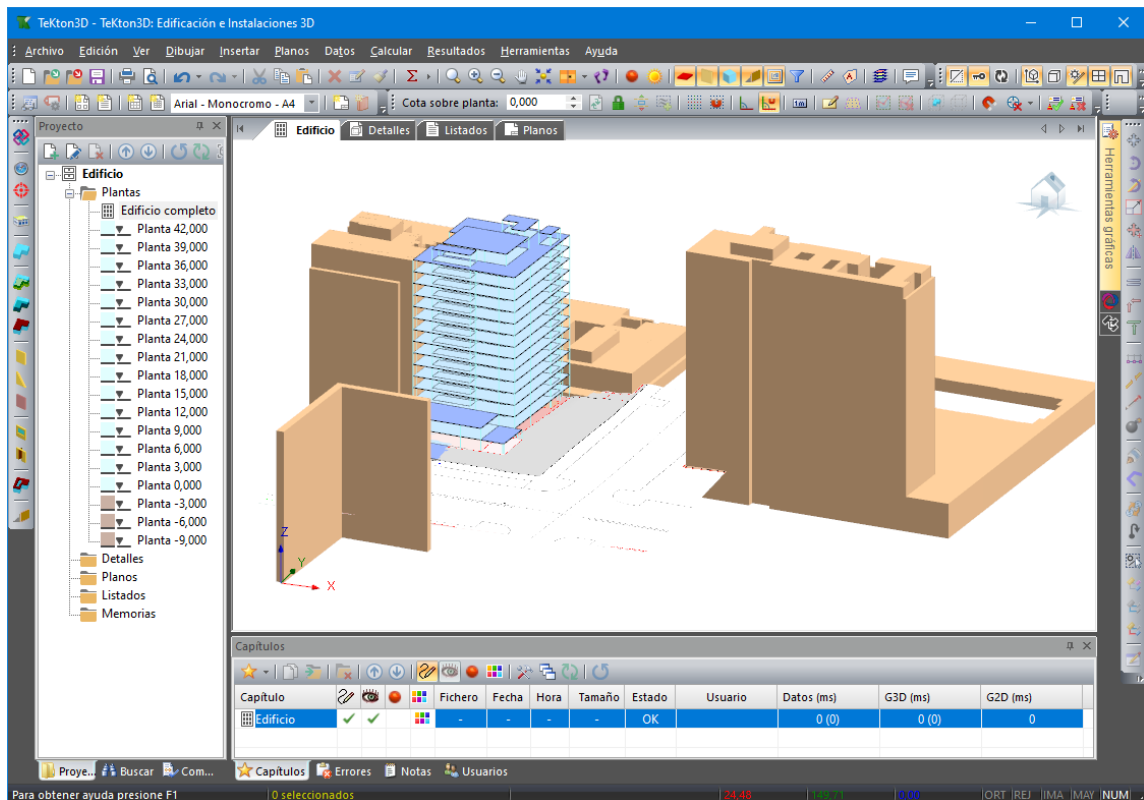 TeKton3D - TeKton3D: Edificación e Instalaciones 3D
Archivo Edición Ver Dibujar Insertar Planos Datos Calcular Resultados Herramientas Ayuda
Arial - Monocromo - A4 Cota sobre planta: 0,000
Proyecto
Edificio Detalles Listados Planos
Edificio
Plantas
Edificio completo
Planta 42,000
Planta 39,000
Planta 36,000
Planta 33,000
Planta 30,000
Planta 27,000
Planta 24,000
Planta 21,000
Planta 18,000
Planta 15,000
Planta 12,000
Planta 9,000
Planta 6,000
Planta 3,000
Planta 0,000
Planta -3,000
Planta -6,000
Planta -9,000
Detalles
Planos
Listados
Memorias
Z
Y
X
Herramientas gráficas
Capítulos
Capítulo Fichero Fecha Hora Tamaño Estado Usuario Datos (ms) G3D (ms) G2D (ms)
Edificio - - - - OK 0 (0) 0 (0) 0
Proye... Buscar Com... Capítulos Errores Notas Usuarios
Para obtener ayuda presione F1 0 seleccionados 24,48 149,71 0,00 ORT REJ IMA MAY NUM